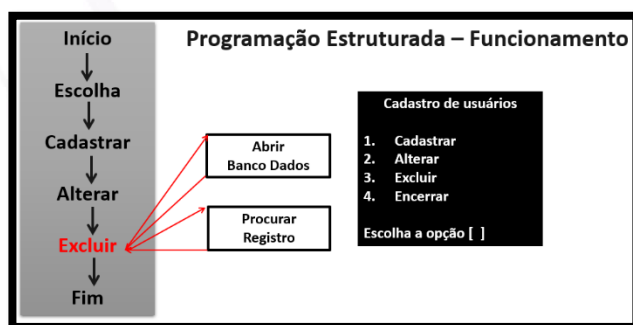 Programação Estruturada – Funcionamento
Início
Escolha
Cadastrar
Alterar
Excluir
Fim
Abrir
Banco Dados
Procurar
Registro
Cadastro de usuários
1. Cadastrar
2. Alterar
3. Excluir
4. Encerrar
Escolha a opção [ ]